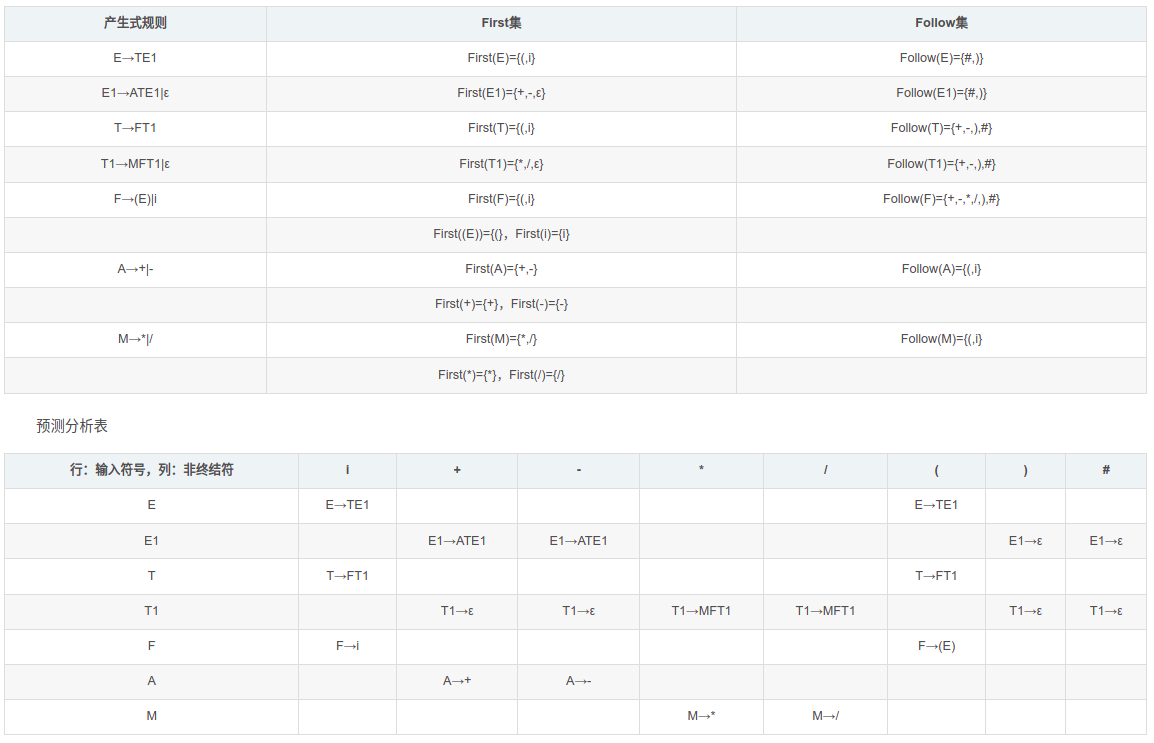 产生式规则 First集 Follow集
E→TE1 First(E)={(,i} Follow(E)={#,)}
E1→ATE1|ε First(E1)={+,-,ε} Follow(E1)={#,)}
T→FT1 First(T)={(,i} Follow(T)={+,-,),#}
T1→MFT1|ε First(T1)={*,/,ε} Follow(T1)={+,-,),#}
F→(E)|i First(F)={(,i} Follow(F)={+,-,*,/,),#}
First((E))={(}，First(i)={i}
A→+|- First(A)={+,-} Follow(A)={(,i}
First(+)={+}，First(-)={-}
M→*|/ First(M)={*,/} Follow(M)={(,i}
First(*)={*}，First(/)={/}
预测分析表
行：输入符号，列：非终结符 i + - * / ( ) #
E E→TE1 E→TE1
E1 E1→ATE1 E1→ATE1 E1→ε E1→ε
T T→FT1 T→FT1
T1 T1→ε T1→ε T1→MFT1 T1→MFT1 T1→ε T1→ε
F F→i F→(E)
A A→+ A→-
M M→* M→/